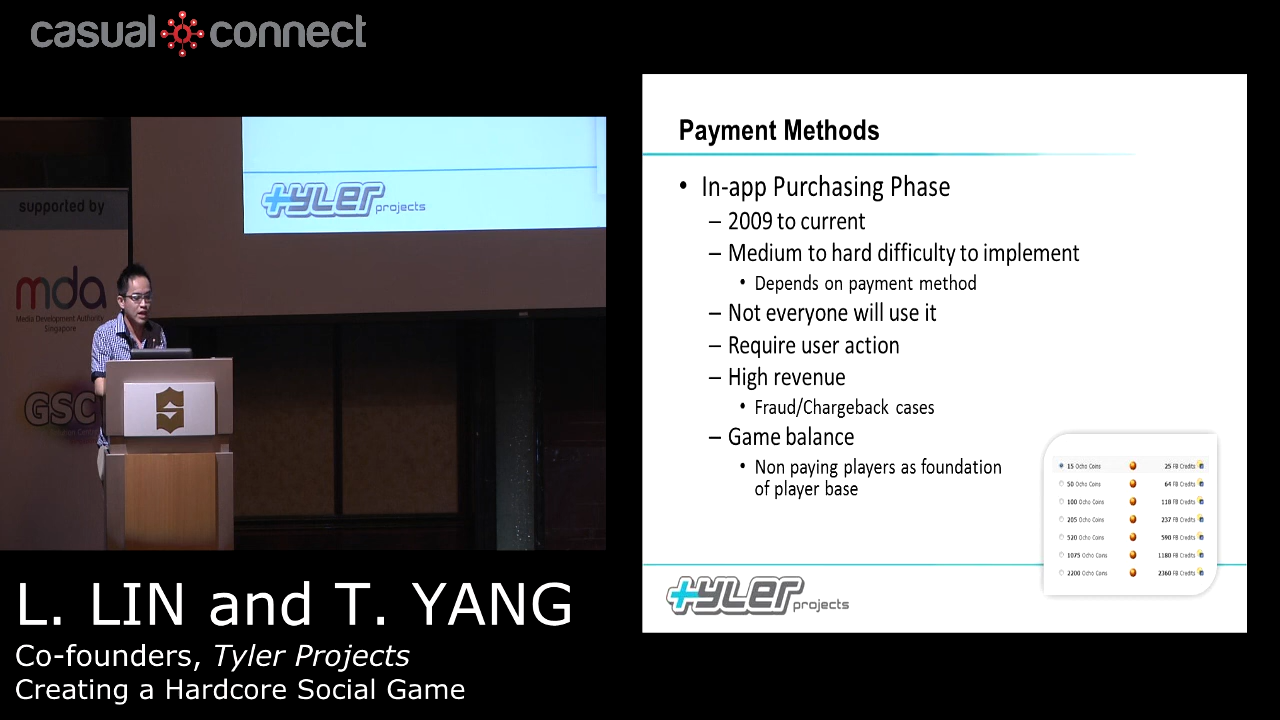 casual connect
supported by
mda
Media Development Authority
Singapore
GSC
tyler projects
Payment Methods
• In-app Purchasing Phase
– 2009 to current
– Medium to hard difficulty to implement
• Depends on payment method
– Not everyone will use it
– Require user action
– High revenue
• Fraud/Chargeback cases
– Game balance
• Non paying players as foundation
of player base
15 Ocho Coins 25 FB Credits
50 Ocho Coins 64 FB Credits
100 Ocho Coins 118 FB Credits
205 Ocho Coins 237 FB Credits
520 Ocho Coins 590 FB Credits
1075 Ocho Coins 1180 FB Credits
2200 Ocho Coins 2360 FB Credits
tyler projects
L. LIN and T. YANG
Co-founders, Tyler Projects
Creating a Hardcore Social Game